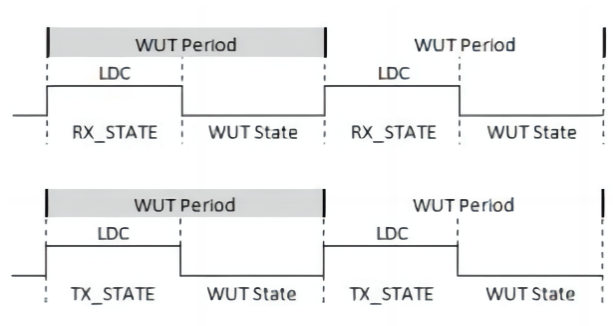 WUT Period WUT Period
LDC LDC
RX_STATE WUT State RX_STATE WUT State
WUT Period WUT Period
LDC LDC
TX_STATE WUT State TX_STATE WUT State